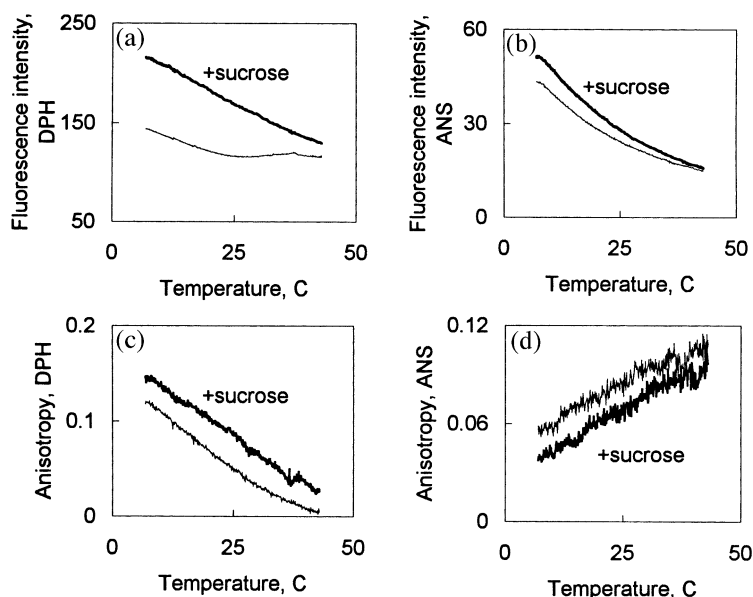 Fluorescence intensity,
DPH
250
150
50
(a)
+sucrose
0
25
50
Temperature, C
Fluorescence intensity,
ANS
60
30
0
(b)
+sucrose
0
25
50
Temperature, C
Anisotropy, DPH
0.2
0.1
0
(c)
+sucrose
0
25
50
Temperature, C
Anisotropy, ANS
0.12
0.06
0
(d)
+sucrose
0
25
50
Temperature, C